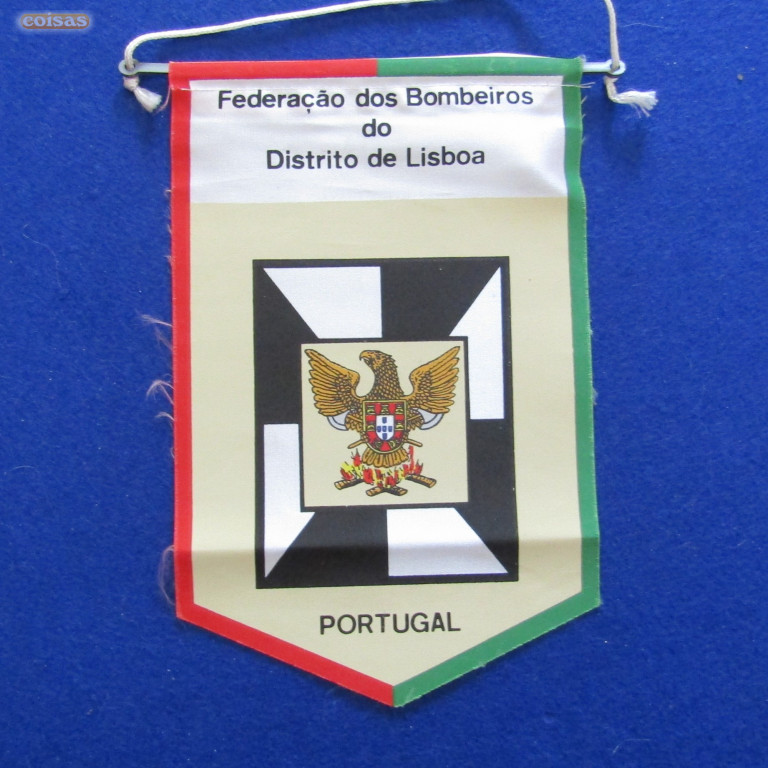 coisas
Federação dos Bombeiros
do
Distrito de Lisboa
PORTUGAL